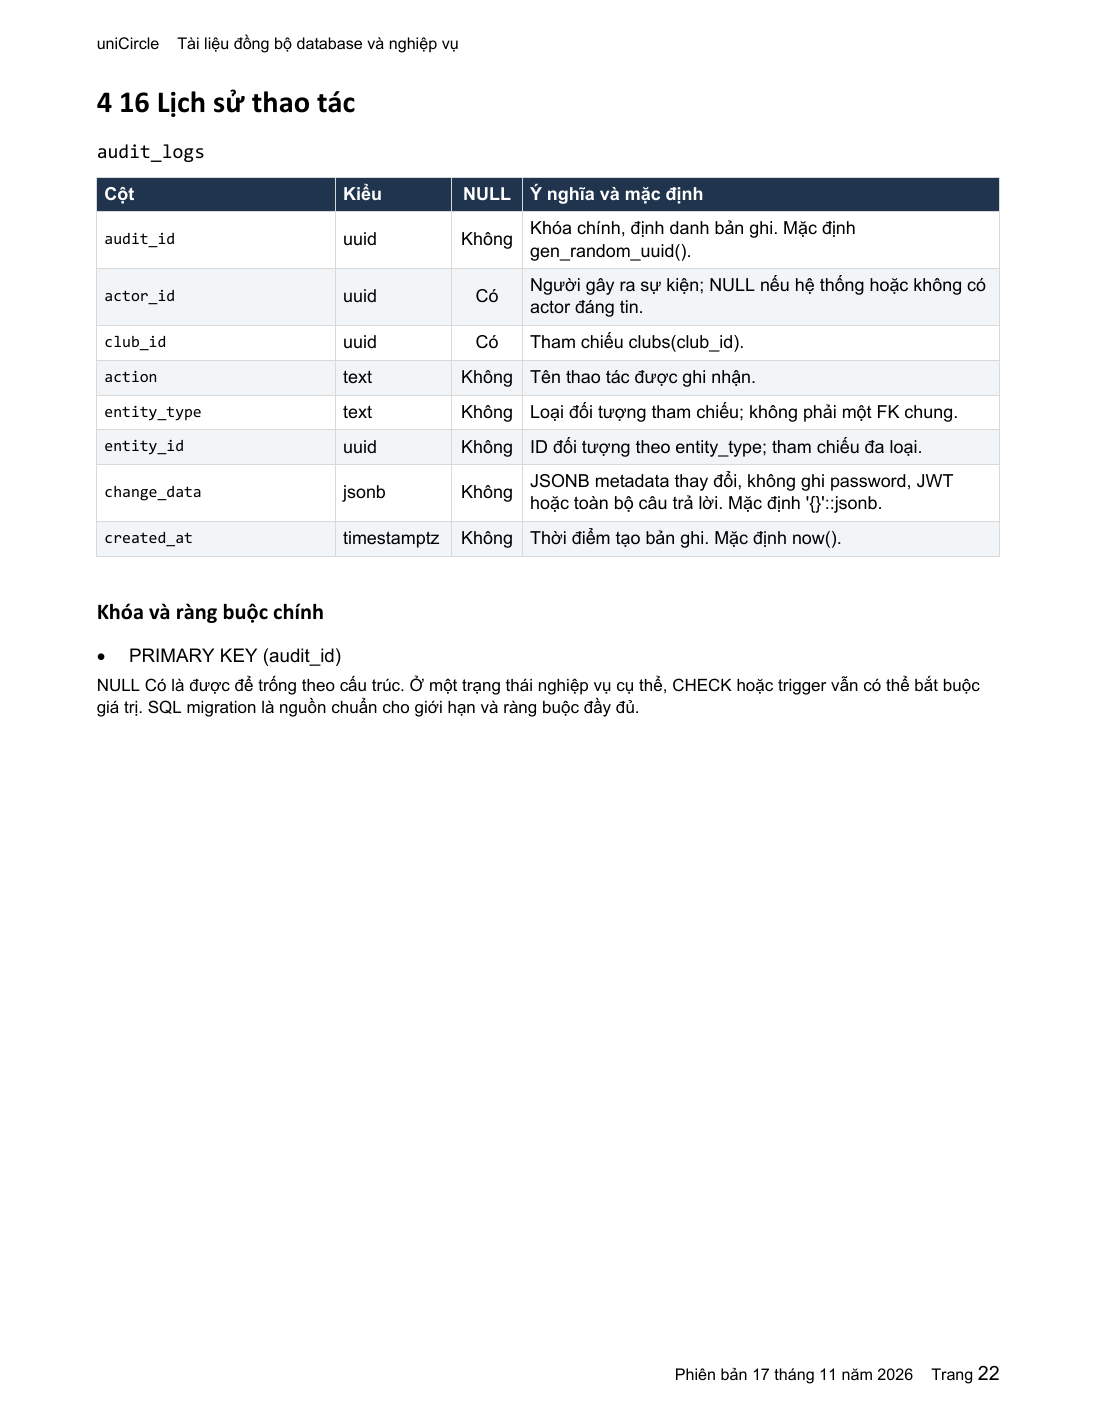 uniCircle Tài liệu đồng bộ database và nghiệp vụ
4 16 Lịch sử thao tác
audit_logs
Cột Kiểu NULL Ý nghĩa và mặc định
audit_id uuid Không Khóa chính, định danh bản ghi. Mặc định
gen_random_uuid().
actor_id uuid Có Người gây ra sự kiện; NULL nếu hệ thống hoặc không có
actor đáng tin.
club_id uuid Có Tham chiếu clubs(club_id).
action text Không Tên thao tác được ghi nhận.
entity_type text Không Loại đối tượng tham chiếu; không phải một FK chung.
entity_id uuid Không ID đối tượng theo entity_type; tham chiếu đa loại.
change_data jsonb Không JSONB metadata thay đổi, không ghi password, JWT
hoặc toàn bộ câu trả lời. Mặc định '{}'::jsonb.
created_at timestamptz Không Thời điểm tạo bản ghi. Mặc định now().
Khóa và ràng buộc chính
• PRIMARY KEY (audit_id)
NULL Có là được để trống theo cấu trúc. Ở một trạng thái nghiệp vụ cụ thể, CHECK hoặc trigger vẫn có thể bắt buộc
giá trị. SQL migration là nguồn chuẩn cho giới hạn và ràng buộc đầy đủ.
Phiên bản 17 tháng 11 năm 2026 Trang 22